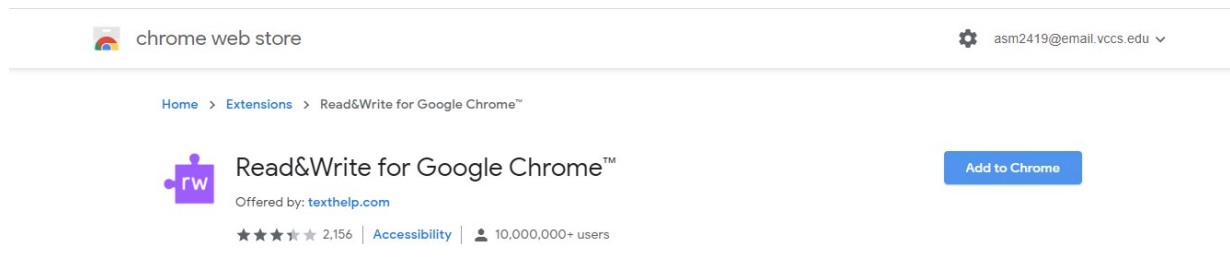 chrome web store
asm2419@email.vccs.edu
Home > Extensions > Read&Write for Google Chrome™
rw
Read&Write for Google Chrome™
Add to Chrome
Offered by: texthelp.com
2,156 | Accessibility | 10,000,000+ users